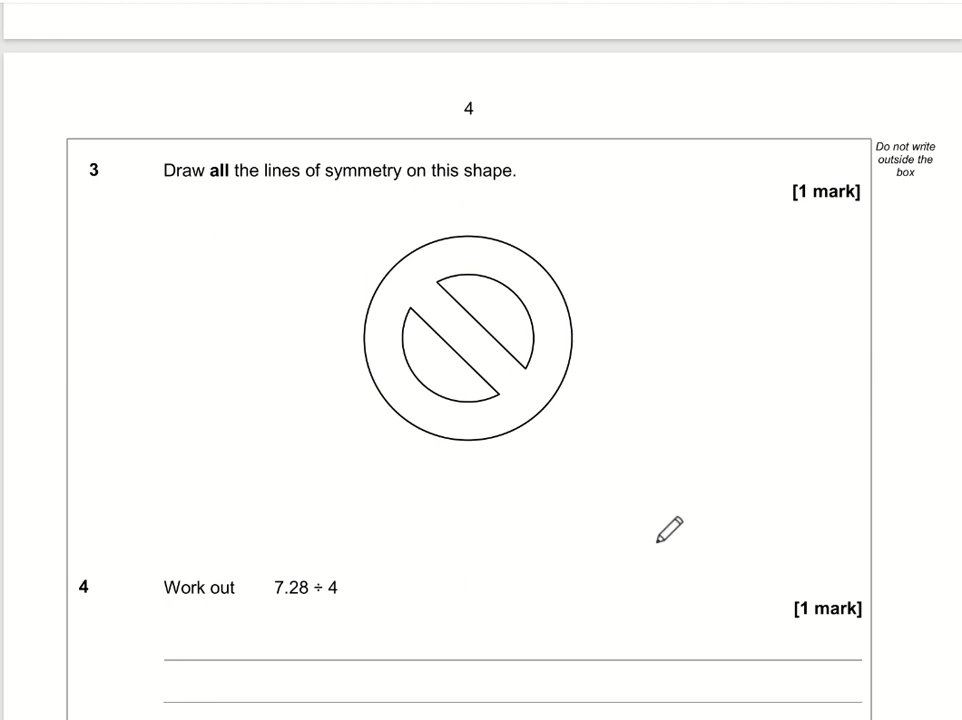 4
Do not write
outside the
box
3 Draw all the lines of symmetry on this shape.
[1 mark]
4 Work out 7.28 ÷ 4
[1 mark]